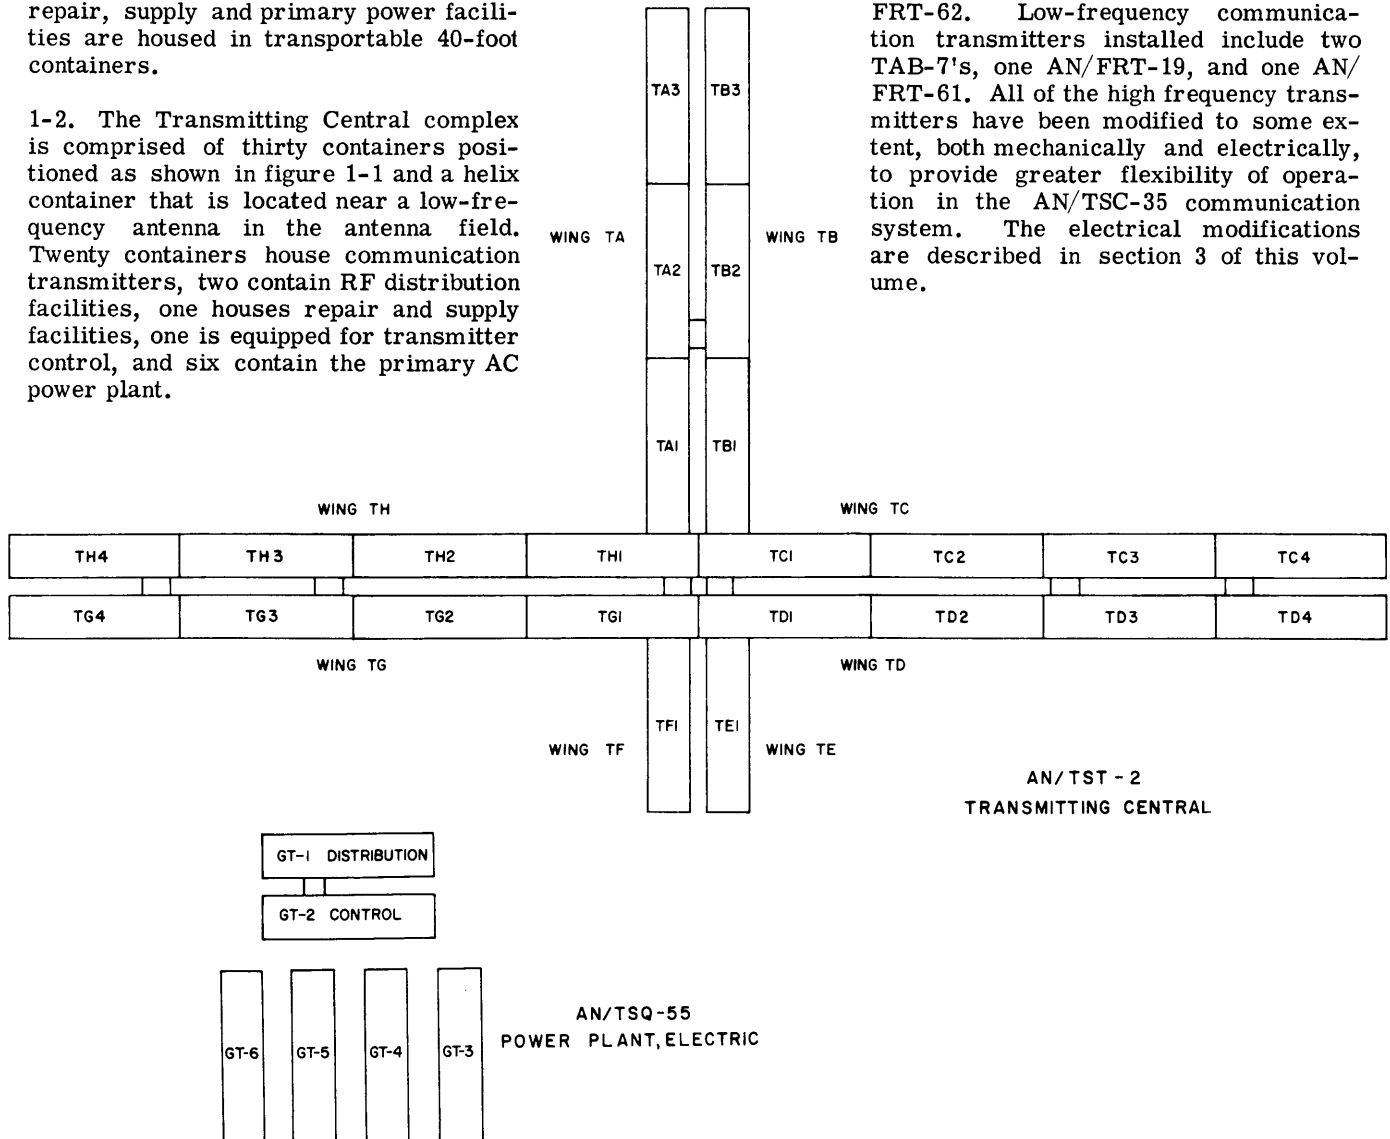 repair, supply and primary power facili-
ties are housed in transportable 40-foot
containers.
1-2. The Transmitting Central complex
is comprised of thirty containers posi-
tioned as shown in figure 1-1 and a helix
container that is located near a low-fre-
quency antenna in the antenna field.
Twenty containers house communication
transmitters, two contain RF distribution
facilities, one houses repair and supply
facilities, one is equipped for transmitter
control, and six contain the primary AC
power plant.
FRT-62. Low-frequency communica-
tion transmitters installed include two
TAB-7's, one AN/FRT-19, and one AN/
FRT-61. All of the high frequency trans-
mitters have been modified to some ex-
tent, both mechanically and electrically,
to provide greater flexibility of opera-
tion in the AN/TSC-35 communication
system. The electrical modifications
are described in section 3 of this vol-
ume.
TA3 TB3
WING TA TA2 TB2 WING TB
TA1 TB1
WING TH WING TC
TH4 TH3 TH2 TH1 TC1 TC2 TC3 TC4
TG4 TG3 TG2 TG1 TD1 TD2 TD3 TD4
WING TG WING TD
TF1 TE1
WING TF WING TE
AN/TST-2
TRANSMITTING CENTRAL
GT-1 DISTRIBUTION
GT-2 CONTROL
AN/TSQ-55
POWER PLANT, ELECTRIC
GT-6 GT-5 GT-4 GT-3